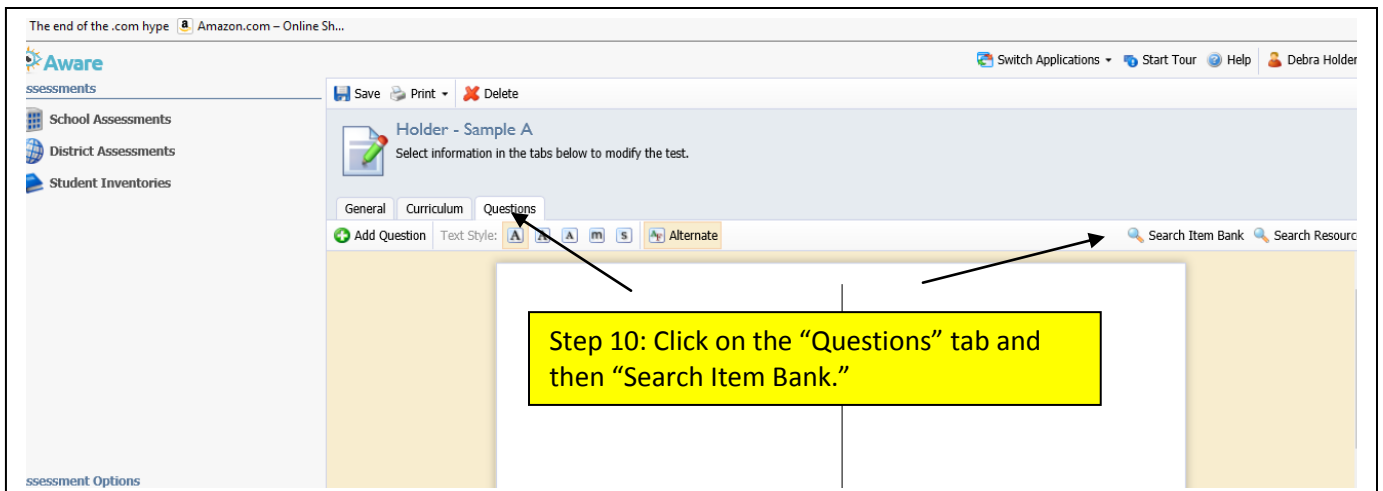 The end of the .com hype a Amazon.com – Online Sh...
Aware
Switch Applications Start Tour Help Debra Holder
ssessments
Save Print Delete
School Assessments
District Assessments
Student Inventories
Holder - Sample A
Select information in the tabs below to modify the test.
General Curriculum Questions
Add Question Text Style: A A A m s Alternate Search Item Bank Search Resourc
Step 10: Click on the “Questions” tab and
then “Search Item Bank.”
ssessment Options